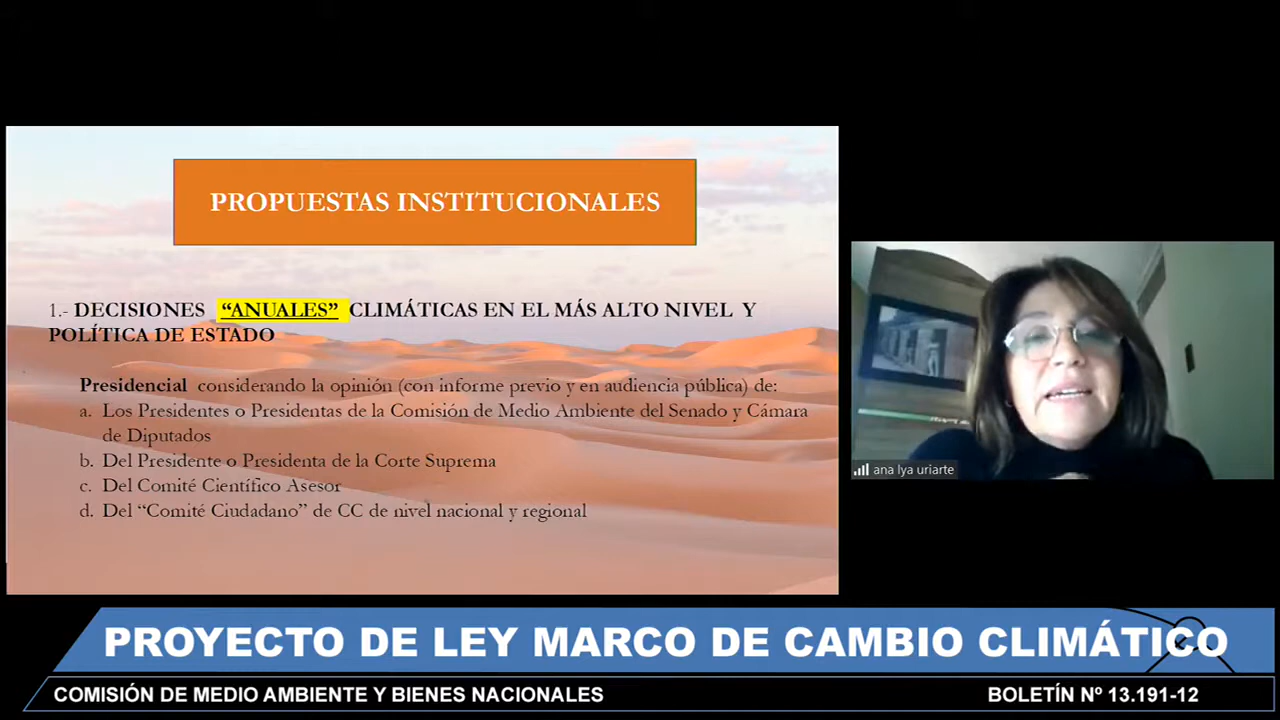 PROPUESTAS INSTITUCIONALES
1.- DECISIONES “ANUALES” CLIMÁTICAS EN EL MÁS ALTO NIVEL Y
POLÍTICA DE ESTADO
Presidencial considerando la opinión (con informe previo y en audiencia pública) de:
a. Los Presidentes o Presidentas de la Comisión de Medio Ambiente del Senado y Cámara
de Diputados
b. Del Presidente o Presidenta de la Corte Suprema
c. Del Comité Científico Asesor
d. Del “Comité Ciudadano” de CC de nivel nacional y regional
ana lya uriarte
PROYECTO DE LEY MARCO DE CAMBIO CLIMÁTICO
COMISIÓN DE MEDIO AMBIENTE Y BIENES NACIONALES
BOLETÍN Nº 13.191-12